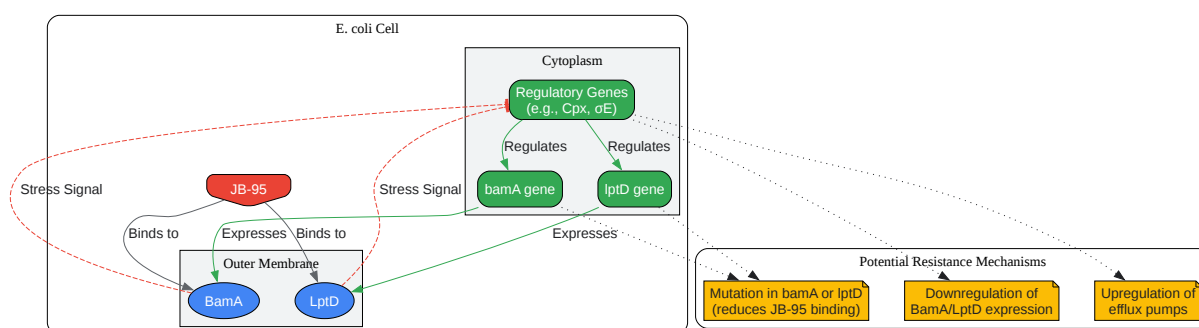 E. coli Cell
Cytoplasm
Regulatory Genes
(e.g., Cpx, σE)
Regulates
Regulates
Stress Signal
JB-95
Stress Signal
bamA gene
lptD gene
Binds to
Expresses
Binds to
Expresses
Outer Membrane
BamA
LptD
Potential Resistance Mechanisms
Mutation in bamA or lptD
(reduces JB-95 binding)
Downregulation of
BamA/LptD expression
Upregulation of
efflux pumps